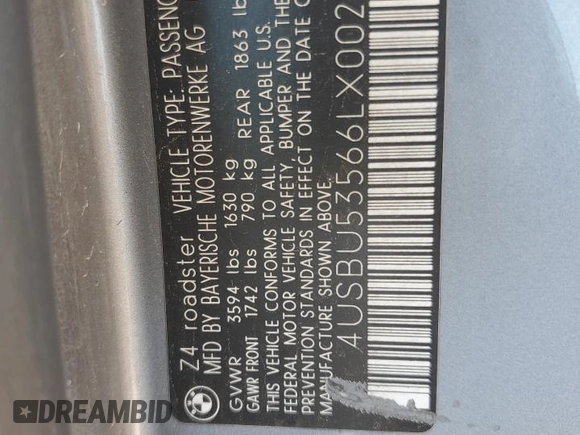 Z4 roadster VEHICLE TYPE: PASSENG
MFD BY BAYERISCHE MOTORENWERKE AG
GVWR 3594 lbs 1630 kg
GAWR FRONT 1742 lbs 790 kg REAR 1863 lb
THIS VEHICLE CONFORMS TO ALL APPLICABLE U.S.
FEDERAL MOTOR VEHICLE SAFETY, BUMPER AND THE
PREVENTION STANDARDS IN EFFECT ON THE DATE O
MANUFACTURE SHOWN ABOVE.
4USBU53566LX002
BMW
DREAMBID